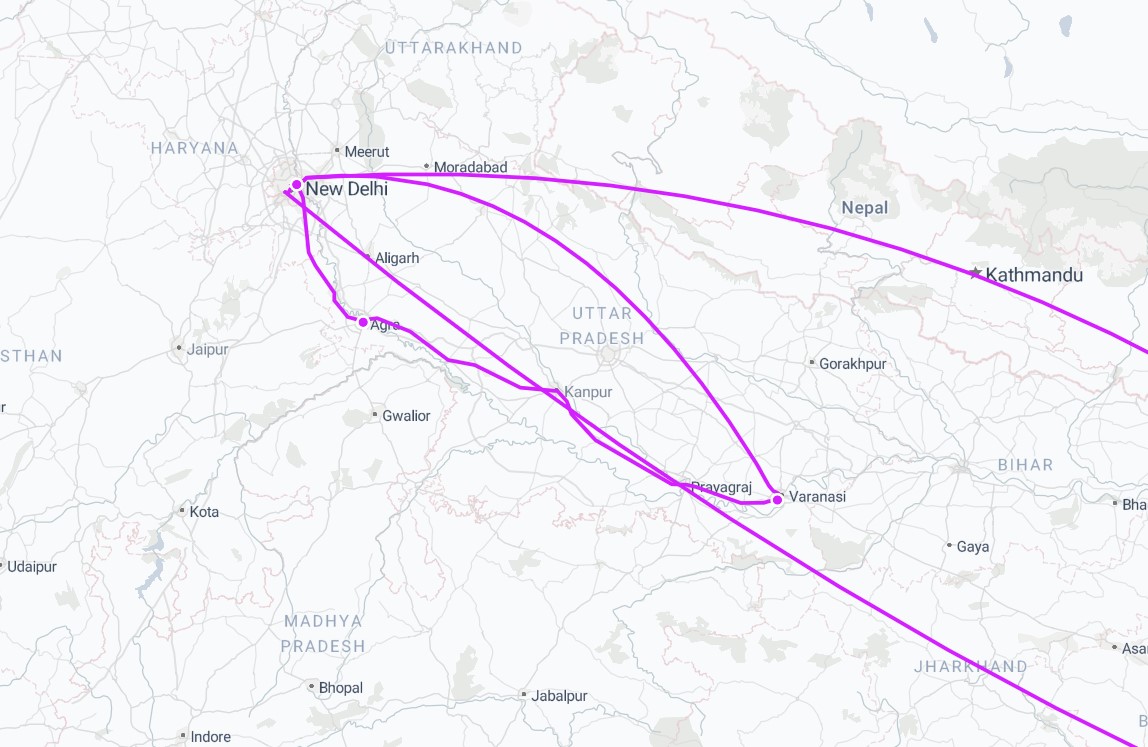 UTTARAKHAND
HARYANA
Meerut
Moradabad
New Delhi
Nepal
Aligarh
Kathmandu
UTTAR
PRADESH
Agra
STHAN
Jaipur
Gorakhpur
Kanpur
r
Gwalior
BIHAR
Prayagraj
Varanasi
Bha
Kota
Gaya
Udaipur
MADHYA
PRADESH
Asa
JHARKHAND
Bhopal
Jabalpur
B
Indore